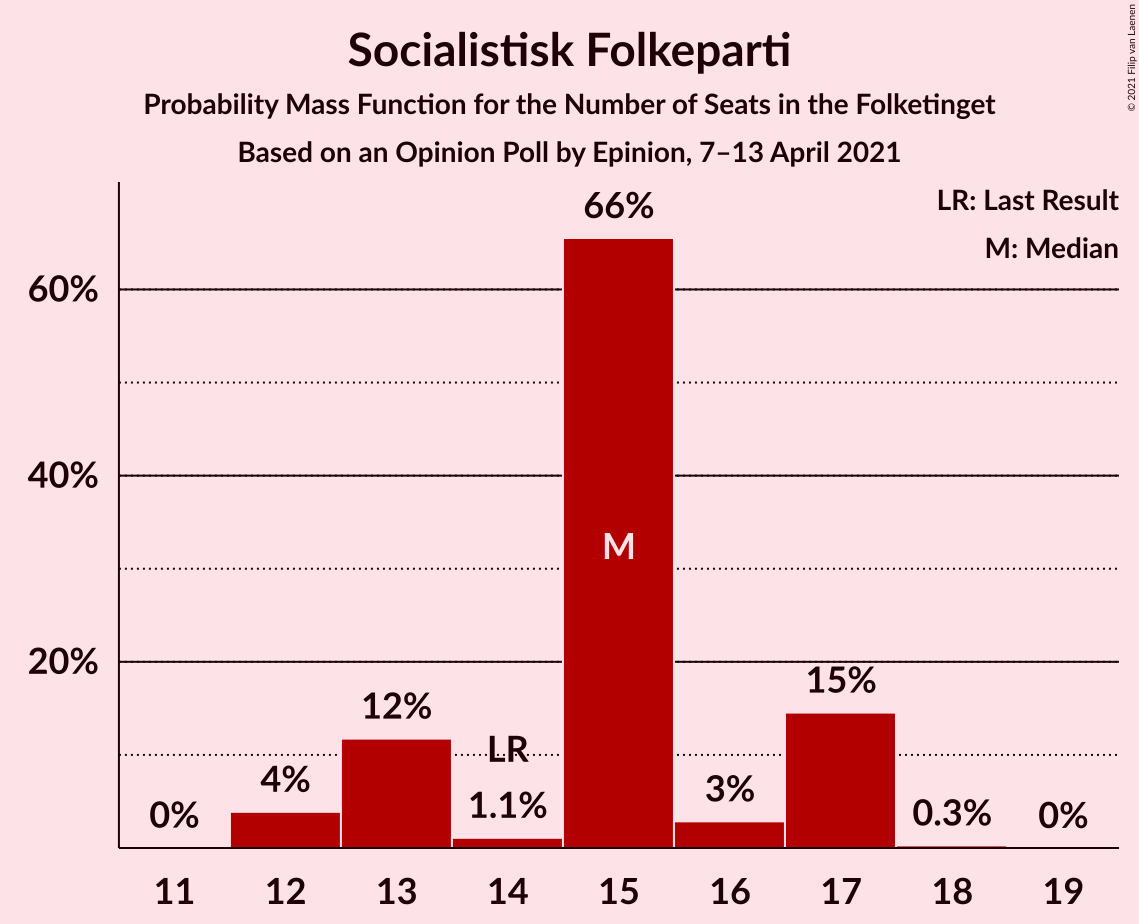 Socialistisk Folkeparti
Probability Mass Function for the Number of Seats in the Folketinget
Based on an Opinion Poll by Epinion, 7–13 April 2021
© 2021 Filip van Laenen
LR: Last Result
M: Median
60%
40%
20%
0%
4%
12%
LR
1.1%
66%
M
3%
15%
0.3%
0%
11 12 13 14 15 16 17 18 19